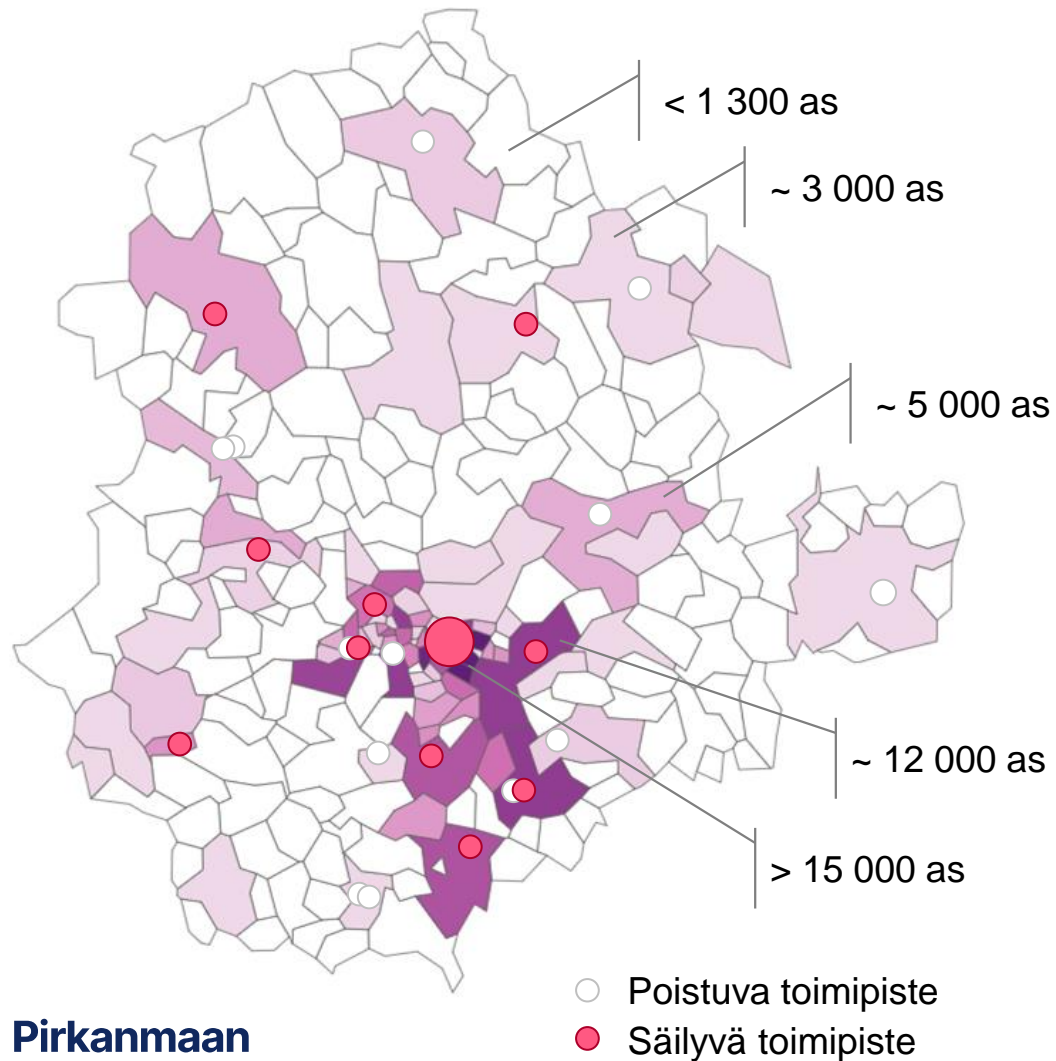 < 1 300 as
~ 3 000 as
~ 5 000 as
~ 12 000 as
> 15 000 as
Poistuva toimipiste
Säilyvä toimipiste
Pirkanmaan